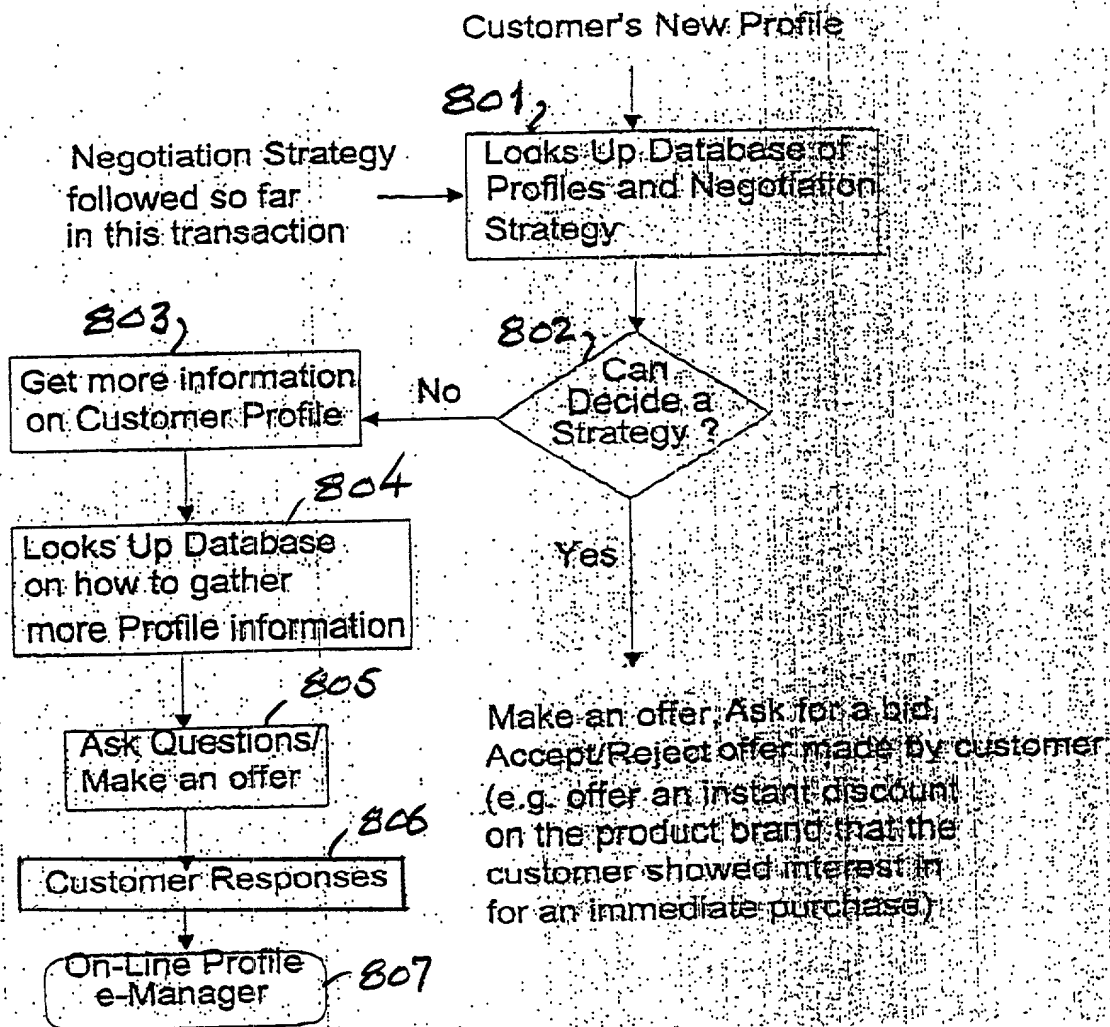 Customer's New Profile
801
Negotiation Strategy
followed so far
in this transaction
Looks Up Database of
Profiles and Negotiation
Strategy
802
Can
Decide a
Strategy ?
No
Yes
803
Get more information
on Customer Profile
804
Looks Up Database
on how to gather
more Profile information
805
Ask Questions/
Make an offer
806
Customer Responses
On-Line Profile
e-Manager
807
Make an offer, Ask for a bid,
Accept/Reject offer made by customer
(e.g. offer an instant discount
on the product brand that the
customer showed interest in
for an immediate purchase)